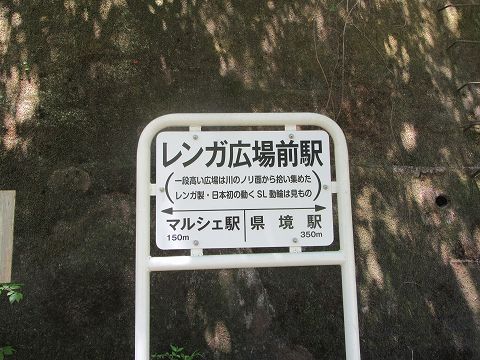 レンガ広場前駅
(一段高い広場は川のノリ面から拾い集めた
レンガ製・日本初の動くSL動輪は見もの)
マルシェ駅 県境駅
150m 350m